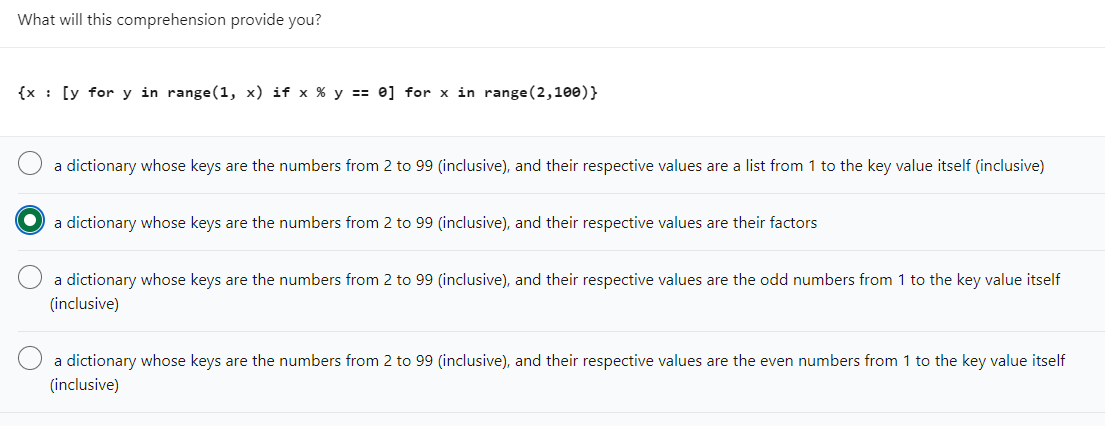 What will this comprehension provide you?
{x : [y for y in range(1, x) if x % y == 0] for x in range(2,100)}
a dictionary whose keys are the numbers from 2 to 99 (inclusive), and their respective values are a list from 1 to the key value itself (inclusive)
a dictionary whose keys are the numbers from 2 to 99 (inclusive), and their respective values are their factors
a dictionary whose keys are the numbers from 2 to 99 (inclusive), and their respective values are the odd numbers from 1 to the key value itself
(inclusive)
a dictionary whose keys are the numbers from 2 to 99 (inclusive), and their respective values are the even numbers from 1 to the key value itself
(inclusive)